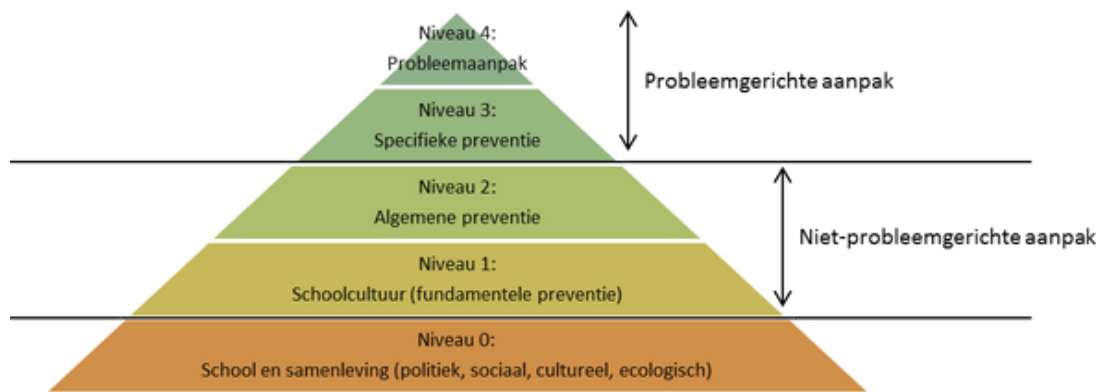 Niveau 4:
Probleemaanpak
Probleemgerichte aanpak
Niveau 3:
Specifieke preventie
Niveau 2:
Algemene preventie
Niet-probleemgerichte aanpak
Niveau 1:
Schoolcultuur (fundamentele preventie)
Niveau 0:
School en samenleving (politiek, sociaal, cultureel, ecologisch)